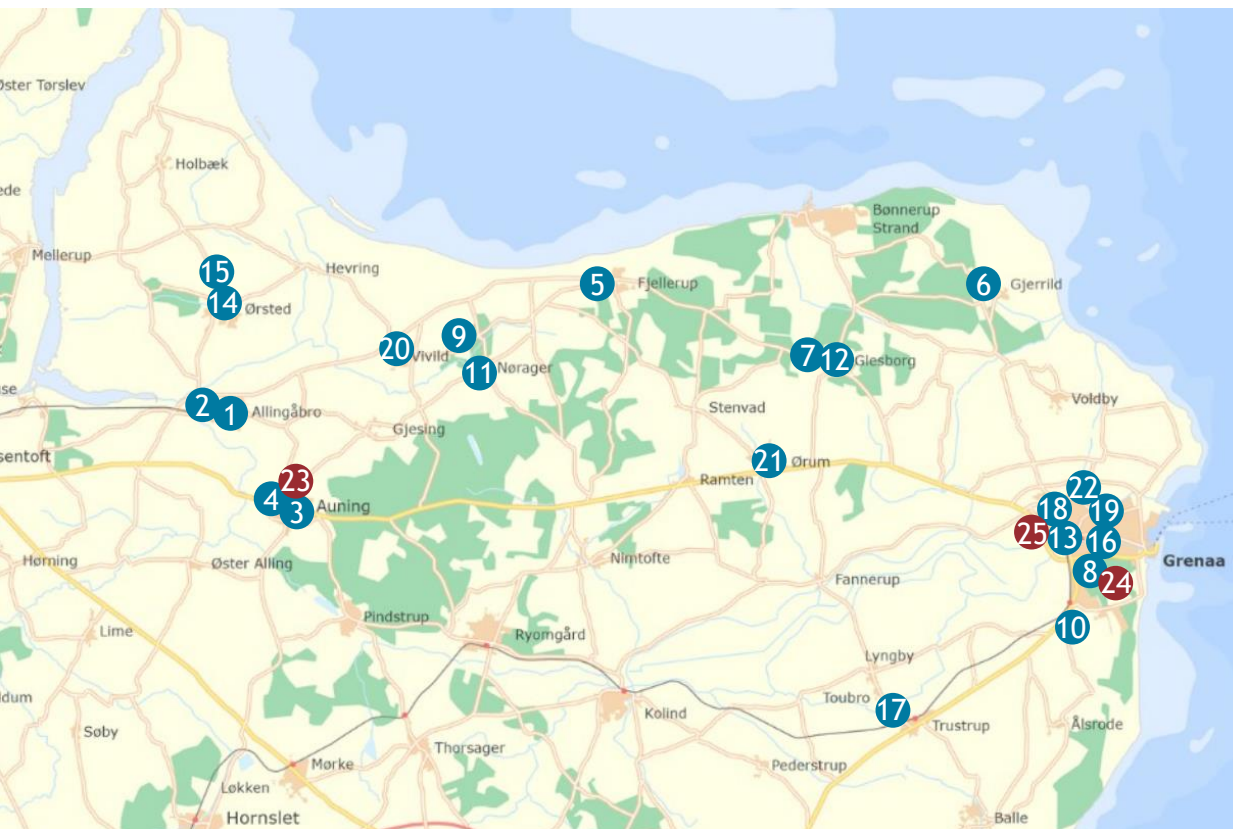 Øster Tørslev
Holbæk
Mellerup
Hevring
15
14
Ørsted
5
Fjellerup
Bønnerup
Strand
6
Gjerrild
20
Vivild
9
11
Nørager
7
12
Glesborg
2
1
Allingåbro
Gjesing
Stenvad
Voldby
21
Ørum
Ramten
23
4
3
Auning
22
18
19
25
13
16
8
24
Grenaa
10
Hørning
Øster Alling
Nimtofte
Fannerup
Pindstrup
Lime
Ryomgård
Lyngby
Toubro
17
Trustrup
Kolind
Ålsrode
Søby
Thorsager
Mørke
Pederstrup
Løkken
Hornslet
Balle